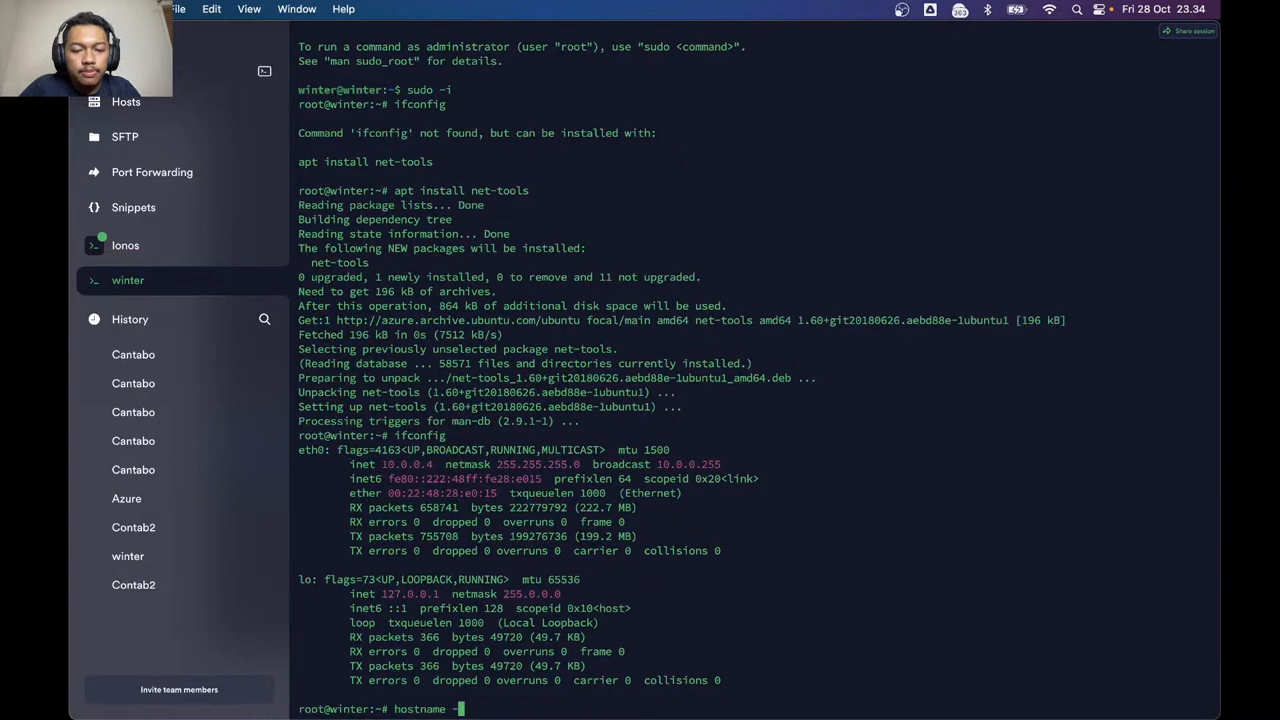 File View Window Help 363 Fri 28 Oct 23.34
Share session
Hosts
SFTP
Port Forwarding
Snippets
Ionos
winter
History
Cantabo
Cantabo
Cantabo
Cantabo
Cantabo
Azure
Contab2
winter
Contab2
Invite team members
To run a command as administrator (user "root"), use "sudo <command>".
See "man sudo_root" for details.
winter@winter:~$ sudo -i
root@winter:~# ifconfig
Command 'ifconfig' not found, but can be installed with:
apt install net-tools
root@winter:~# apt install net-tools
Reading package lists... Done
Building dependency tree
Reading state information... Done
The following NEW packages will be installed:
net-tools
0 upgraded, 1 newly installed, 0 to remove and 11 not upgraded.
Need to get 196 kB of archives.
After this operation, 864 kB of additional disk space will be used.
Get:1 http://azure.archive.ubuntu.com/ubuntu focal/main amd64 net-tools amd64 1.60+git20180626.aebd88e-1ubuntu1 [196 kB]
Fetched 196 kB in 0s (7512 kB/s)
Selecting previously unselected package net-tools.
(Reading database ... 58571 files and directories currently installed.)
Preparing to unpack .../net-tools_1.60+git20180626.aebd88e-1ubuntu1_amd64.deb ...
Unpacking net-tools (1.60+git20180626.aebd88e-1ubuntu1) ...
Setting up net-tools (1.60+git20180626.aebd88e-1ubuntu1) ...
Processing triggers for man-db (2.9.1-1) ...
root@winter:~# ifconfig
eth0: flags=4163<UP,BROADCAST,RUNNING,MULTICAST> mtu 1500
inet 10.0.0.4 netmask 255.255.255.0 broadcast 10.0.0.255
inet6 fe80::222:48ff:fe28:e015 prefixlen 64 scopeid 0x20<link>
ether 00:22:48:28:e0:15 txqueuelen 1000 (Ethernet)
RX packets 658741 bytes 222779792 (222.7 MB)
RX errors 0 dropped 0 overruns 0 frame 0
TX packets 755708 bytes 199276736 (199.2 MB)
TX errors 0 dropped 0 overruns 0 carrier 0 collisions 0
lo: flags=73<UP,LOOPBACK,RUNNING> mtu 65536
inet 127.0.0.1 netmask 255.0.0.0
inet6 ::1 prefixlen 128 scopeid 0x10<host>
loop txqueuelen 1000 (Local Loopback)
RX packets 366 bytes 49720 (49.7 KB)
RX errors 0 dropped 0 overruns 0 frame 0
TX packets 366 bytes 49720 (49.7 KB)
TX errors 0 dropped 0 overruns 0 carrier 0 collisions 0
root@winter:~# hostname -